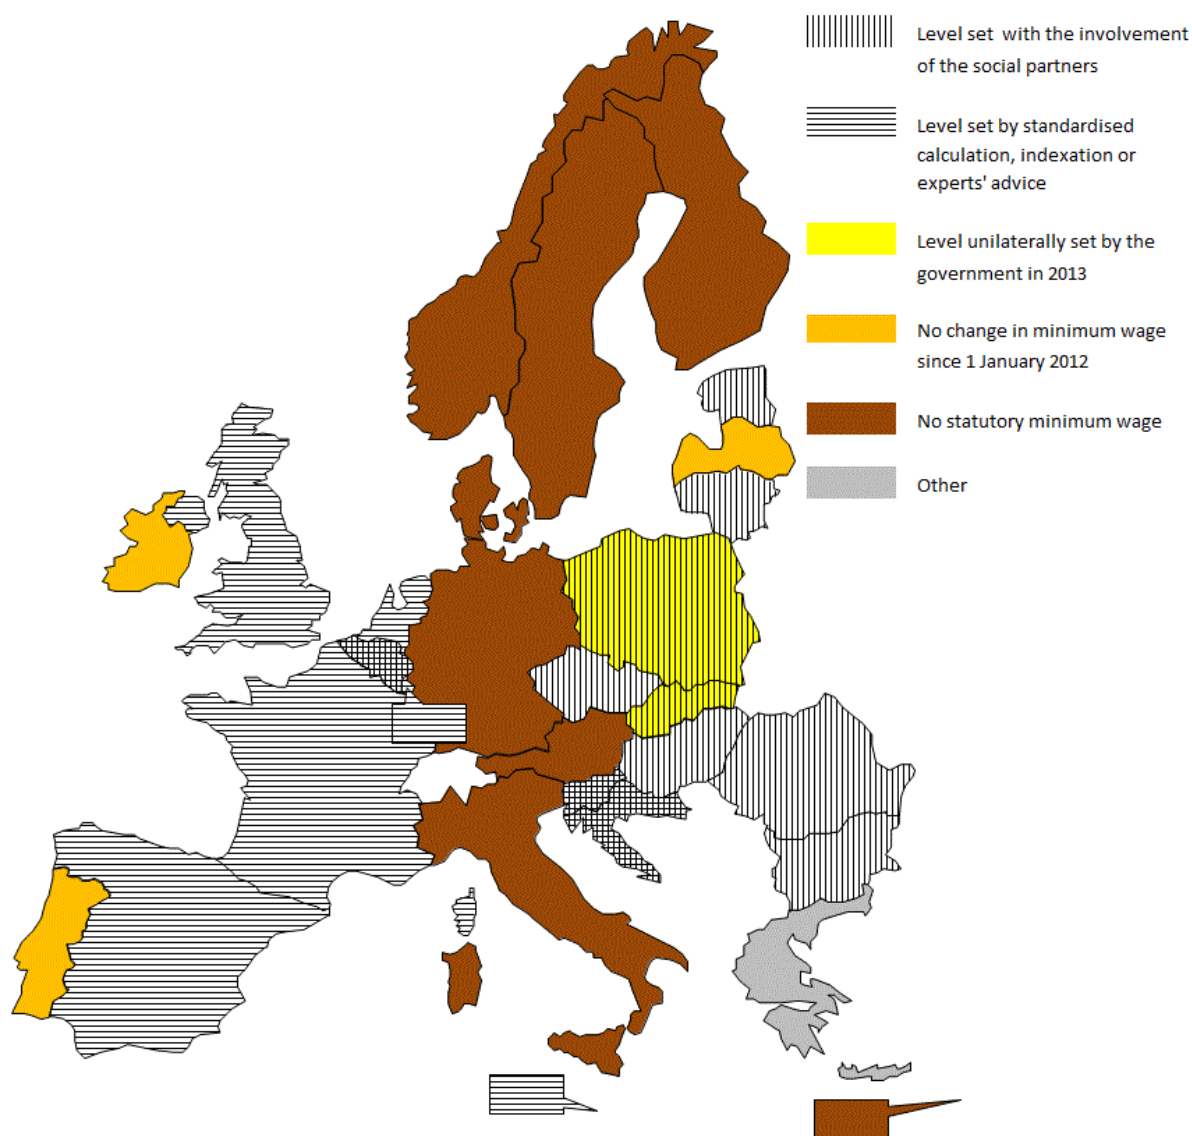 Level set with the involvement
of the social partners
Level set by standardised
calculation, indexation or
experts' advice
Level unilaterally set by the
government in 2013
No change in minimum wage
since 1 January 2012
No statutory minimum wage
Other